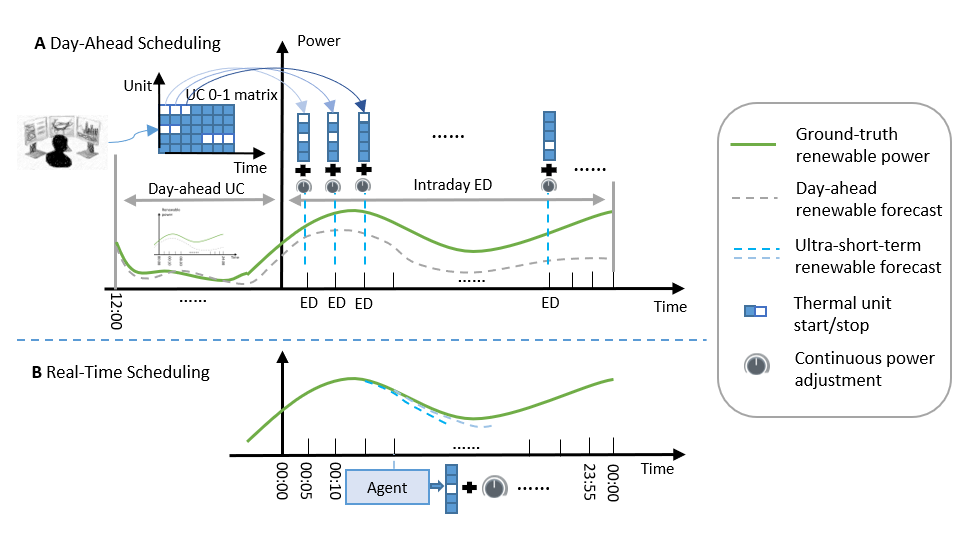 A Day-Ahead Scheduling
Power
Unit
UC 0-1 matrix
Time
Day-ahead UC
Intraday ED
Renewable
power
Time
......
......
......
......
ED
ED
ED
ED
Time
12:00
Ground-truth
renewable power
Day-ahead
renewable forecast
Ultra-short-term
renewable forecast
Thermal unit
start/stop
Continuous power
adjustment
B Real-Time Scheduling
......
Time
00:00
00:05
00:10
23:55
00:00
Agent
......